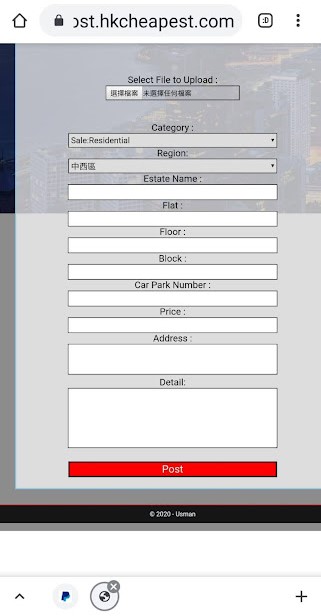 ost.hkcheapest.com
:D
Select File to Upload :
選擇檔案 未選擇任何檔案
Category :
Sale:Residential
Region:
中西區
Estate Name :
Flat :
Floor :
Block :
Car Park Number :
Price :
Address :
Detail:
Post
© 2020 - Usman